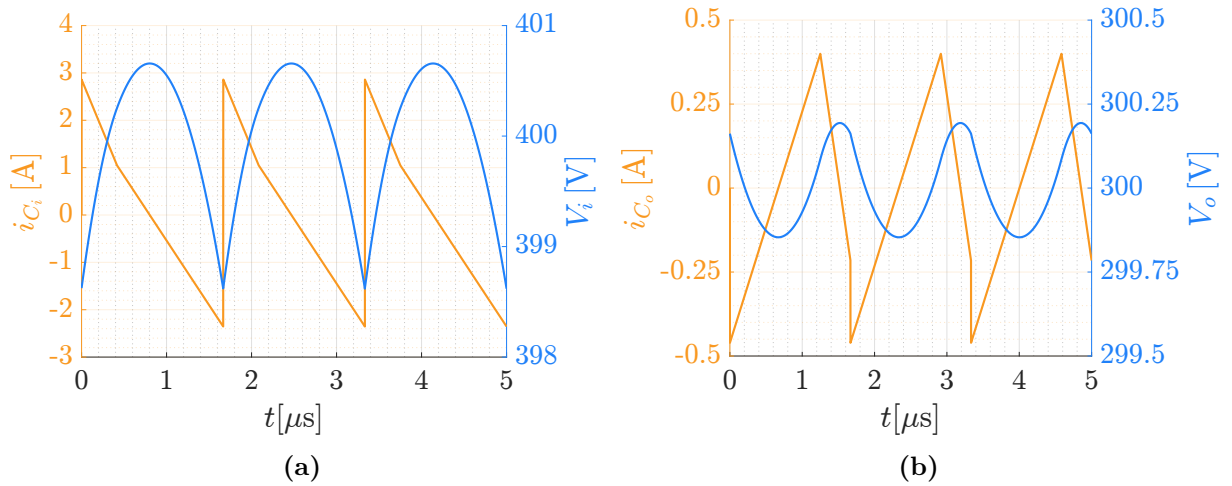 4
3
2
1
0
-1
-2
-3
i_{C_i} [A]
401
400
399
398
V_i [V]
0 1 2 3 4 5
t[μs]
(a)
0.5
0.25
0
-0.25
-0.5
i_{C_o} [A]
300.5
300.25
300
299.75
299.5
V_o [V]
0 1 2 3 4 5
t[μs]
(b)